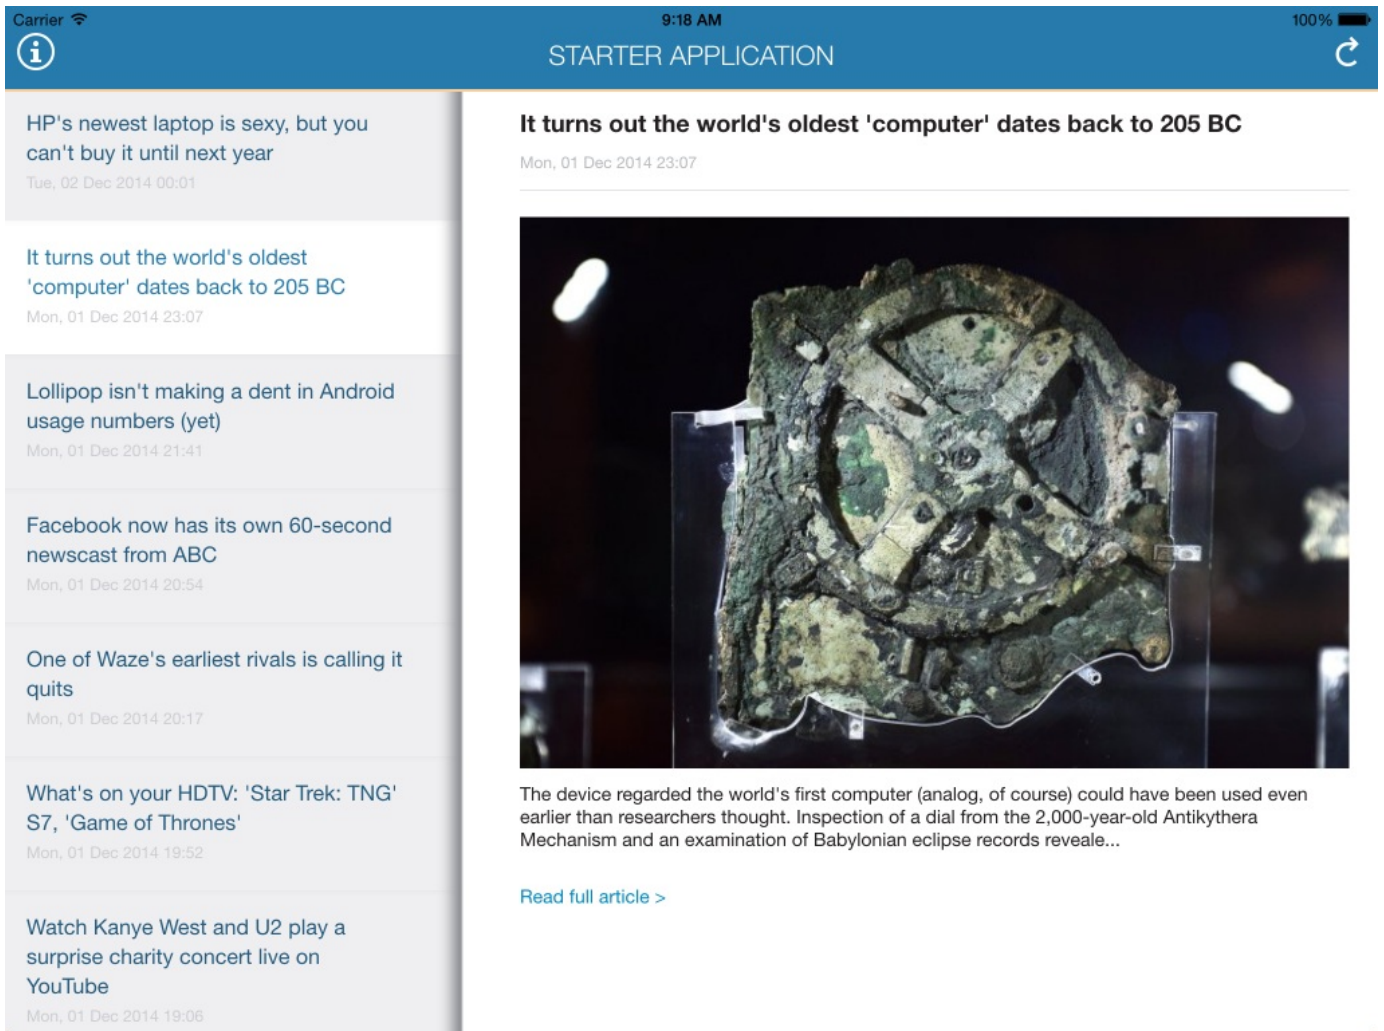 Carrier
9:18 AM
100%
STARTER APPLICATION
HP's newest laptop is sexy, but you
can't buy it until next year
Tue, 02 Dec 2014 00:01
It turns out the world's oldest
'computer' dates back to 205 BC
Mon, 01 Dec 2014 23:07
Lollipop isn't making a dent in Android
usage numbers (yet)
Mon, 01 Dec 2014 21:41
Facebook now has its own 60-second
newscast from ABC
Mon, 01 Dec 2014 20:54
One of Waze's earliest rivals is calling it
quits
Mon, 01 Dec 2014 20:17
What's on your HDTV: 'Star Trek: TNG'
S7, 'Game of Thrones'
Mon, 01 Dec 2014 19:52
Watch Kanye West and U2 play a
surprise charity concert live on
YouTube
Mon, 01 Dec 2014 19:06
It turns out the world's oldest 'computer' dates back to 205 BC
Mon, 01 Dec 2014 23:07
The device regarded the world's first computer (analog, of course) could have been used even
earlier than researchers thought. Inspection of a dial from the 2,000-year-old Antikythera
Mechanism and an examination of Babylonian eclipse records reveale...
Read full article >